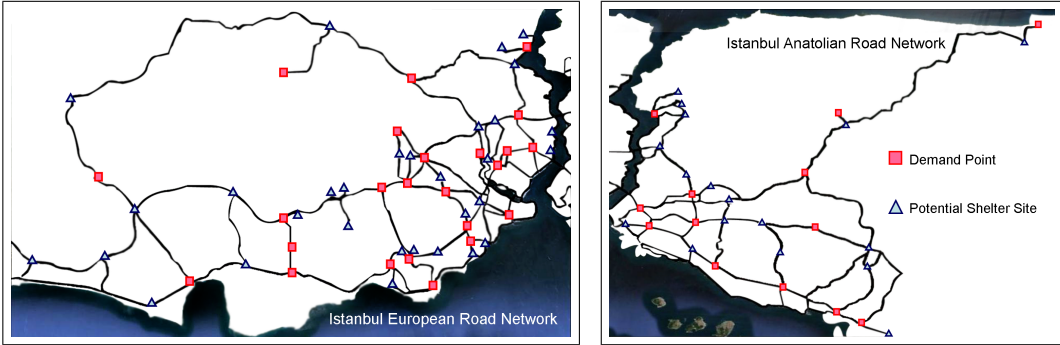 Istanbul European Road Network
Istanbul Anatolian Road Network
Demand Point
Potential Shelter Site